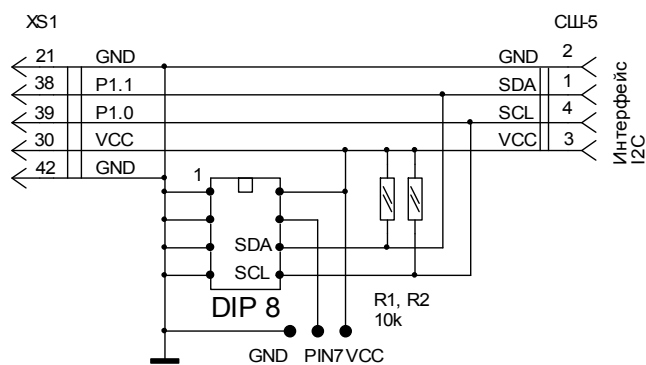 XS1
СШ-5
21 GND GND 2
38 P1.1 SDA 1
39 P1.0 SCL 4
30 VCC VCC 3
42 GND
Интерфейс
I2C
1
SDA
SCL
DIP 8
R1, R2
10k
GND PIN7 VCC